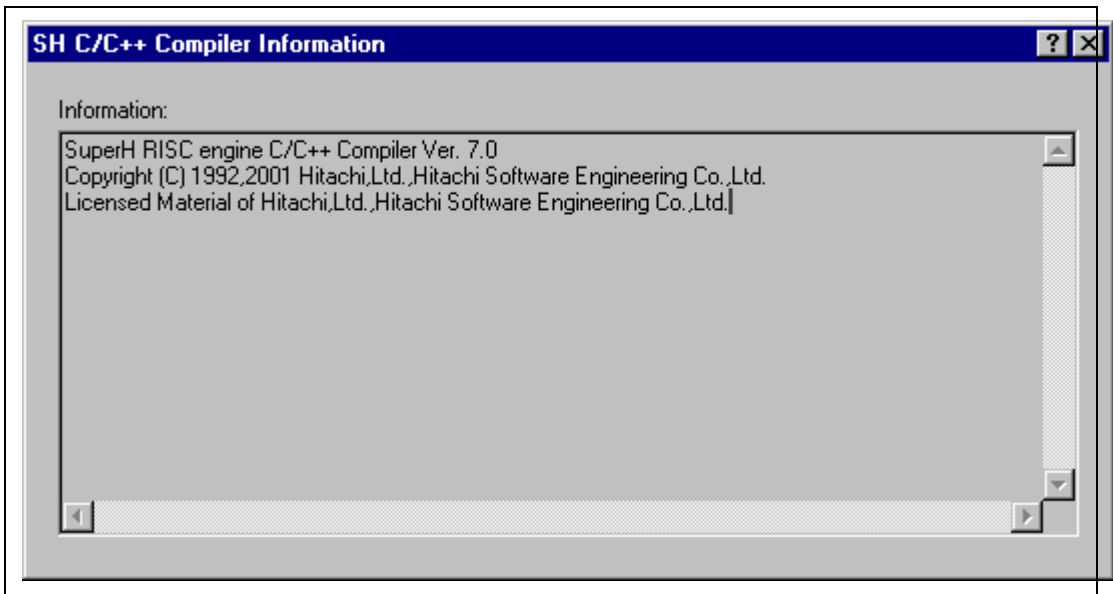 SH C/C++ Compiler Information
Information:
SuperH RISC engine C/C++ Compiler Ver. 7.0
Copyright (C) 1992,2001 Hitachi,Ltd.,Hitachi Software Engineering Co.,Ltd.
Licensed Material of Hitachi,Ltd.,Hitachi Software Engineering Co.,Ltd.